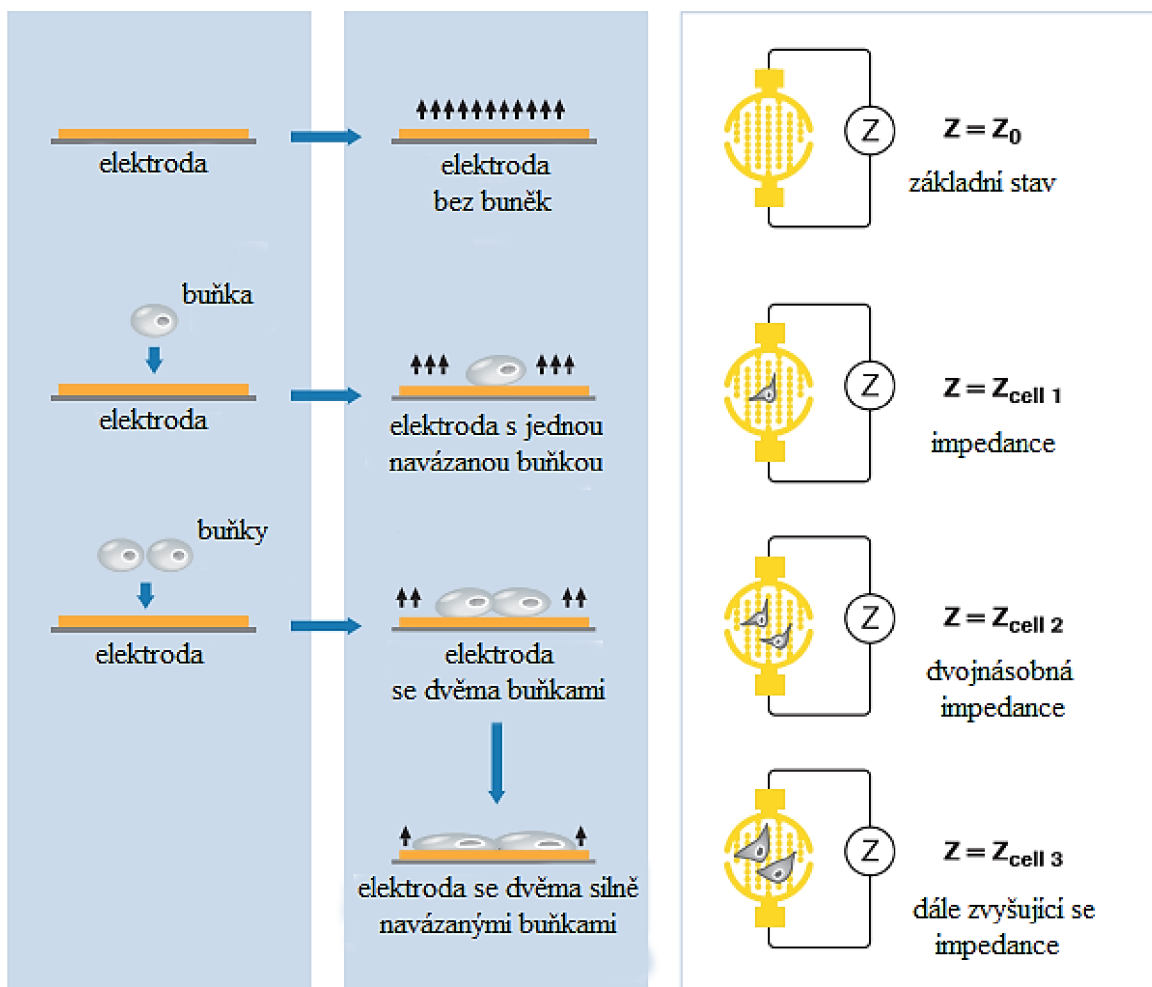 elektroda
elektroda
bez buněk
Z
Z = Z0
základní stav
buňka
elektroda
elektroda s jednou
navázanou buňkou
Z
Z = Zcell 1
impedance
buňky
elektroda
elektroda
se dvěma buňkami
Z
Z = Zcell 2
dvojnásobná
impedance
elektroda se dvěma silně
navázanými buňkami
Z
Z = Zcell 3
dále zvyšující se
impedance